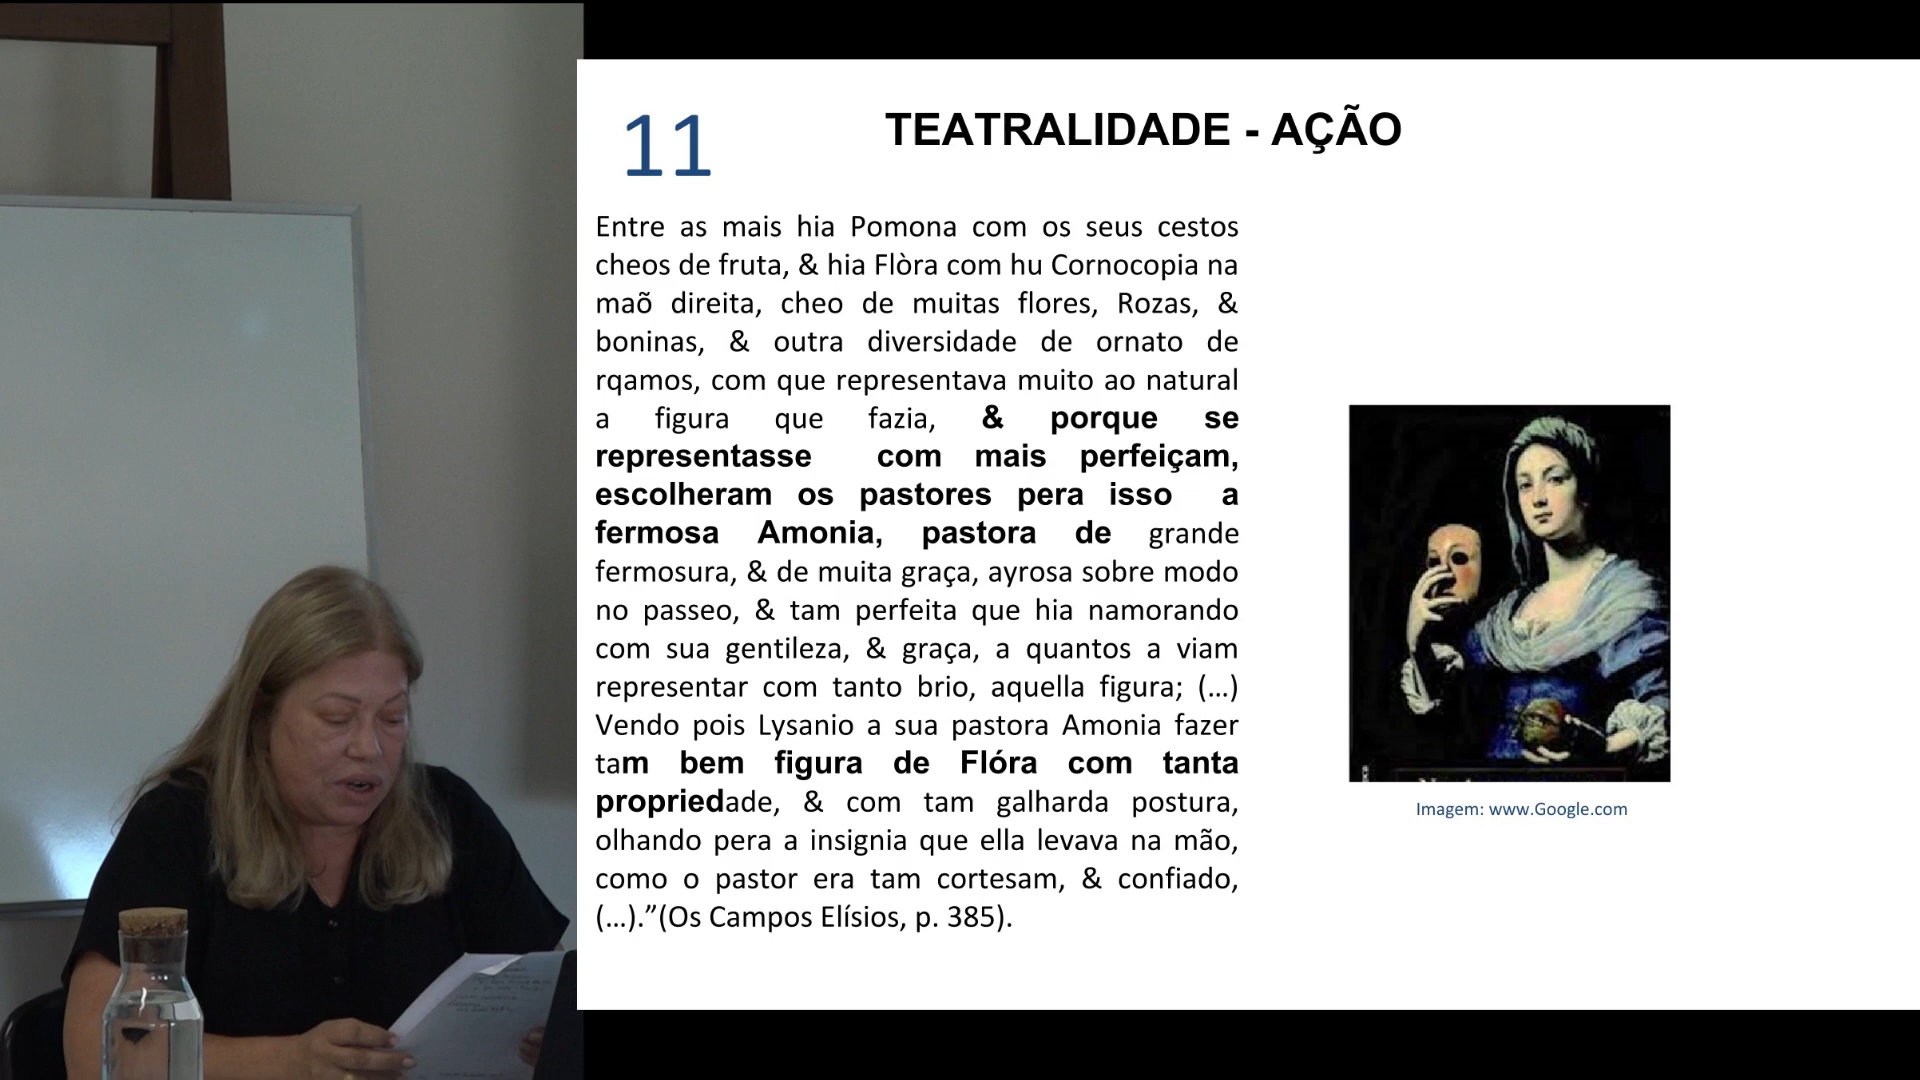 11
TEATRALIDADE - AÇÃO
Entre as mais hia Pomona com os seus cestos
cheos de fruta, & hia Flòra com hu Cornocopia na
maõ direita, cheo de muitas flores, Rozas, &
boninas, & outra diversidade de ornato de
rqamos, com que representava muito ao natural
a figura que fazia, & porque se
representasse com mais perfeiçam,
escolheram os pastores pera isso a
fermosa Amonia, pastora de grande
fermosura, & de muita graça, ayrosa sobre modo
no passeo, & tam perfeita que hia namorando
com sua gentileza, & graça, a quantos a viam
representar com tanto brio, aquella figura; (…)
Vendo pois Lysanio a sua pastora Amonia fazer
tam bem figura de Flóra com tanta
propriedade, & com tam galharda postura,
olhando pera a insignia que ella levava na mão,
como o pastor era tam cortesam, & confiado,
(…).”(Os Campos Elísios, p. 385).
Imagem: www.Google.com